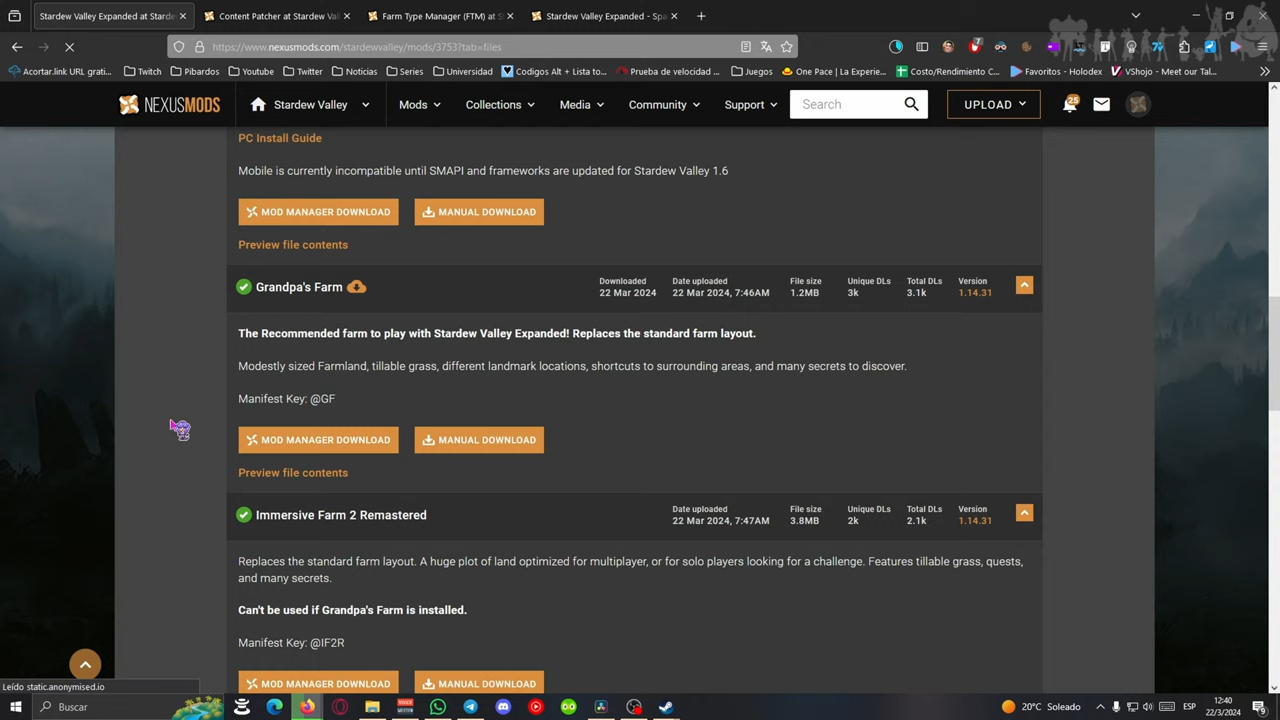 Stardew Valley Expanded at Starde
Content Patcher at Stardew Val
Farm Type Manager (FTM) at S
Stardew Valley Expanded - Spa
https://www.nexusmods.com/stardewvalley/mods/3753?tab=files
7
Acortar.link URL grati...
Twitch
Pibardos
Youtube
Twitter
Noticias
Series
Universidad
Codigos Alt + Lista to...
Prueba de velocidad ...
Juegos
One Pace | La Experie...
Costo/Rendimiento C...
Favoritos - Holodex
VShojo - Meet our Tal...
NEXUSMODS
Stardew Valley
Mods
Collections
Media
Community
Support
Search
UPLOAD
25
PC Install Guide
Mobile is currently incompatible until SMAPI and frameworks are updated for Stardew Valley 1.6
MOD MANAGER DOWNLOAD
MANUAL DOWNLOAD
Preview file contents
Grandpa's Farm
Downloaded
22 Mar 2024
Date uploaded
22 Mar 2024, 7:46AM
File size
1.2MB
Unique DLs
3k
Total DLs
3.1k
Version
1.14.31
The Recommended farm to play with Stardew Valley Expanded! Replaces the standard farm layout.
Modestly sized Farmland, tillable grass, different landmark locations, shortcuts to surrounding areas, and many secrets to discover.
Manifest Key: @GF
MOD MANAGER DOWNLOAD
MANUAL DOWNLOAD
Preview file contents
Immersive Farm 2 Remastered
Date uploaded
22 Mar 2024, 7:47AM
File size
3.8MB
Unique DLs
2k
Total DLs
2.1k
Version
1.14.31
Replaces the standard farm layout. A huge plot of land optimized for multiplayer, or for solo players looking for a challenge. Features tillable grass, quests,
and many secrets.
Can't be used if Grandpa's Farm is installed.
Manifest Key: @IF2R
MOD MANAGER DOWNLOAD
MANUAL DOWNLOAD
Leído static.anonymised.io
Buscar
20°C Soleado
ESP
12:40
22/3/2024